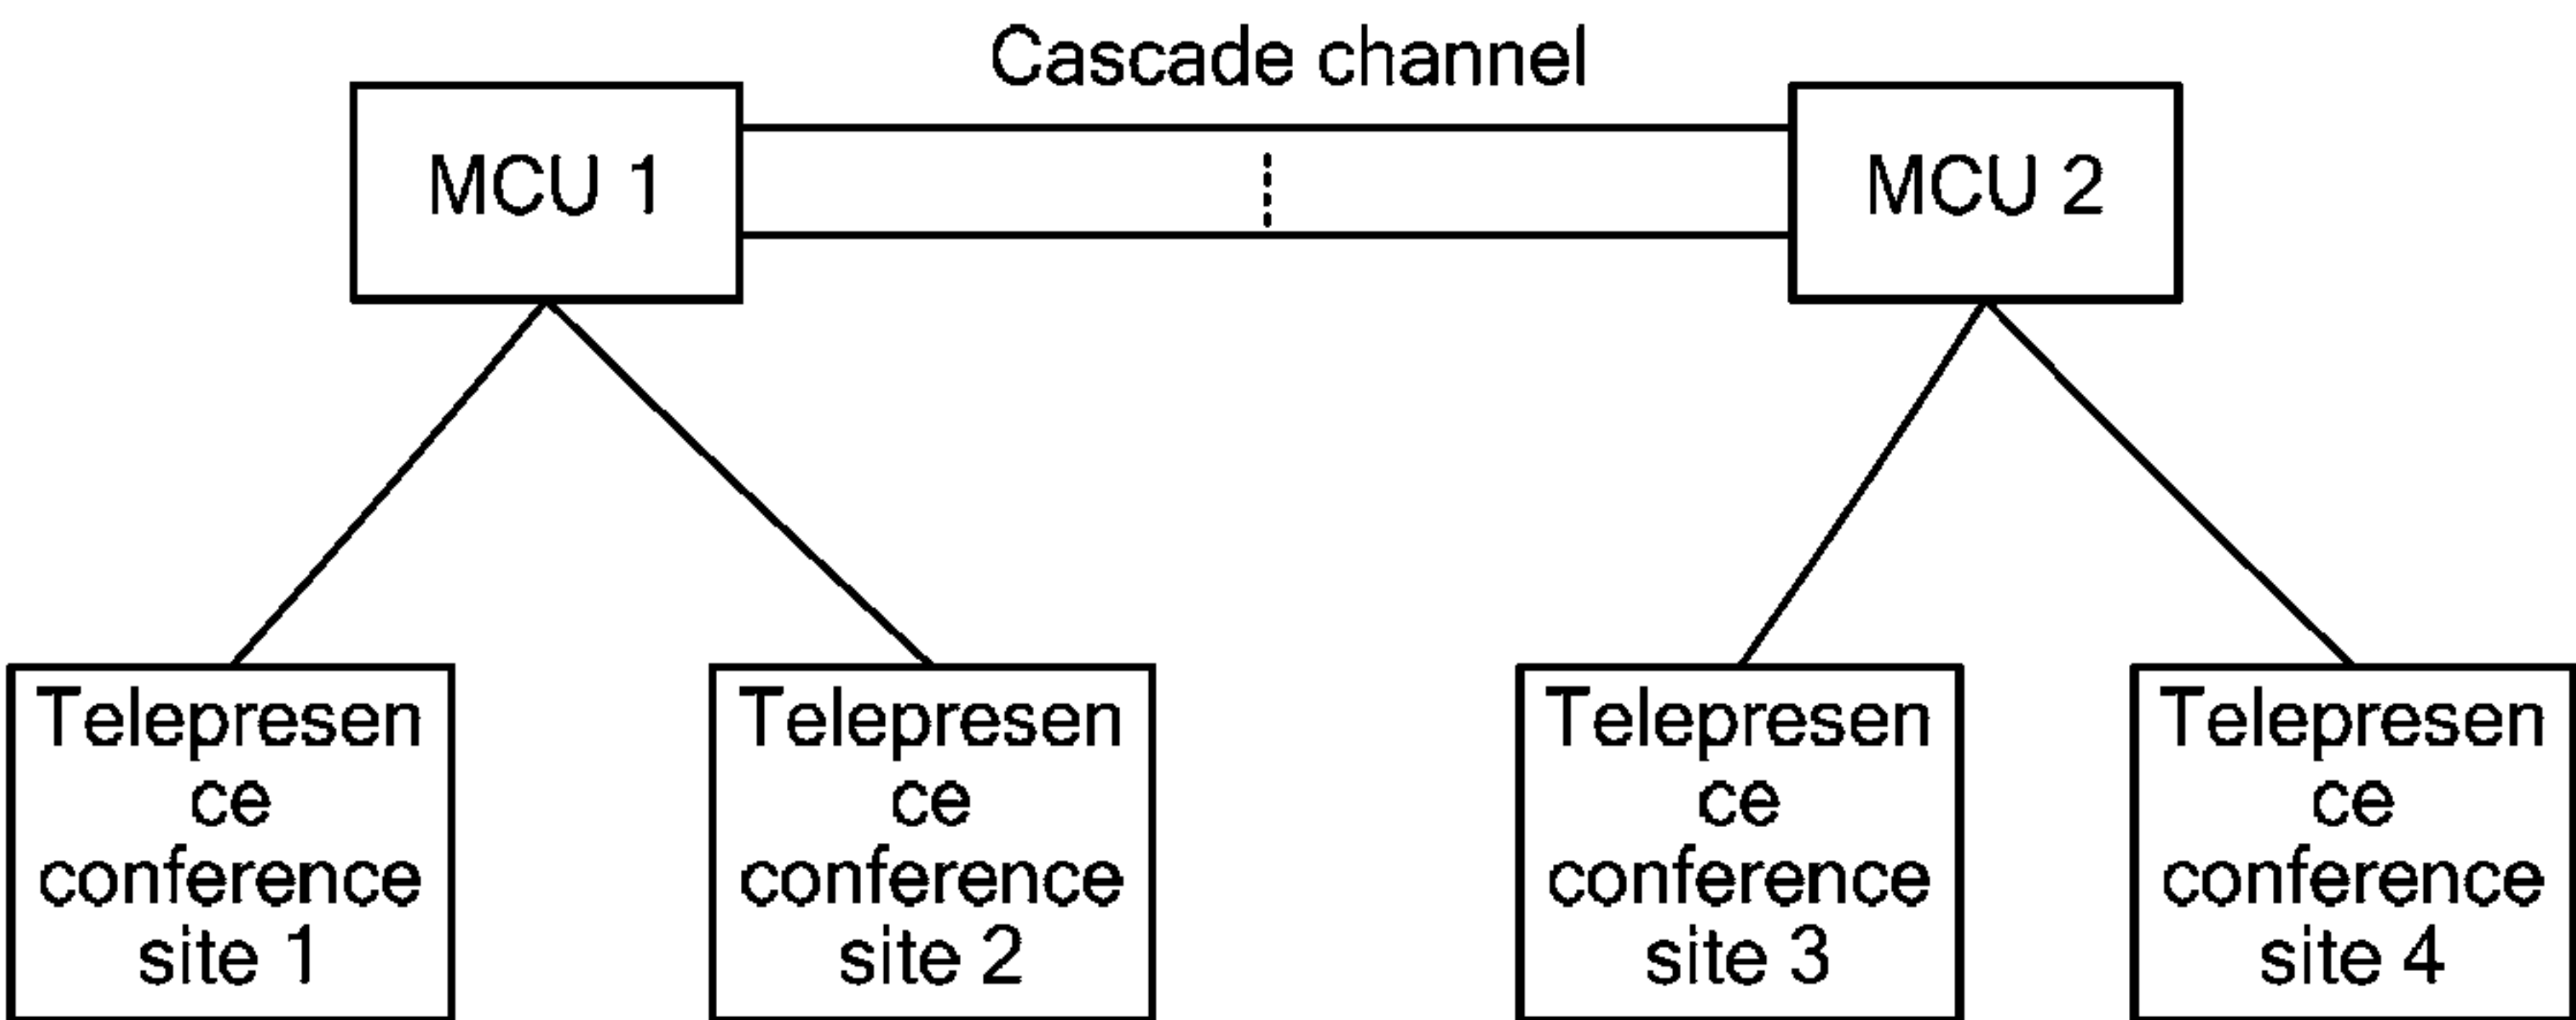 Cascade channel
MCU 1
MCU 2
Telepresen
ce
conference
site 1
Telepresen
ce
conference
site 2
Telepresen
ce
conference
site 3
Telepresen
ce
conference
site 4